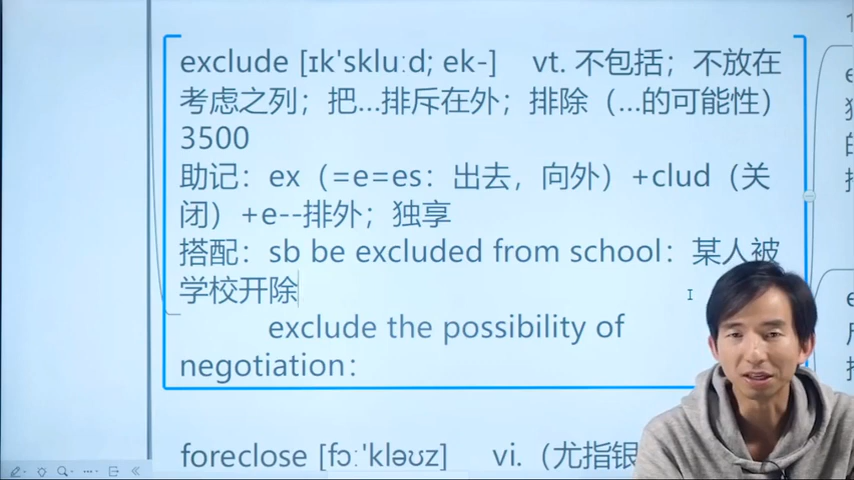 exclude [ɪk'skluːd; ek-] vt. 不包括；不放在
考虑之列；把...排斥在外；排除（...的可能性）
3500
助记：ex（=e=es：出去，向外）+clud（关
闭）+e--排外；独享
搭配：sb be excluded from school：某人被
学校开除
exclude the possibility of
negotiation：
foreclose [fɔː'kləʊz] vi.（尤指银